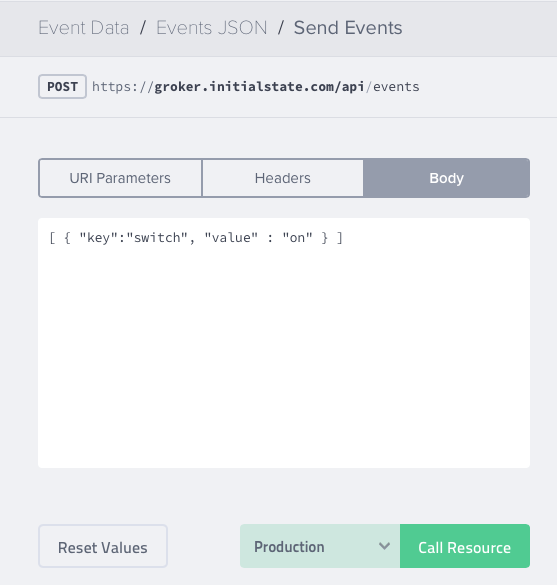 Event Data / Events JSON / Send Events
POST https://groker.initialstate.com/api/events
URI Parameters Headers Body
[ { "key":"switch", "value" : "on" } ]
Reset Values Production Call Resource